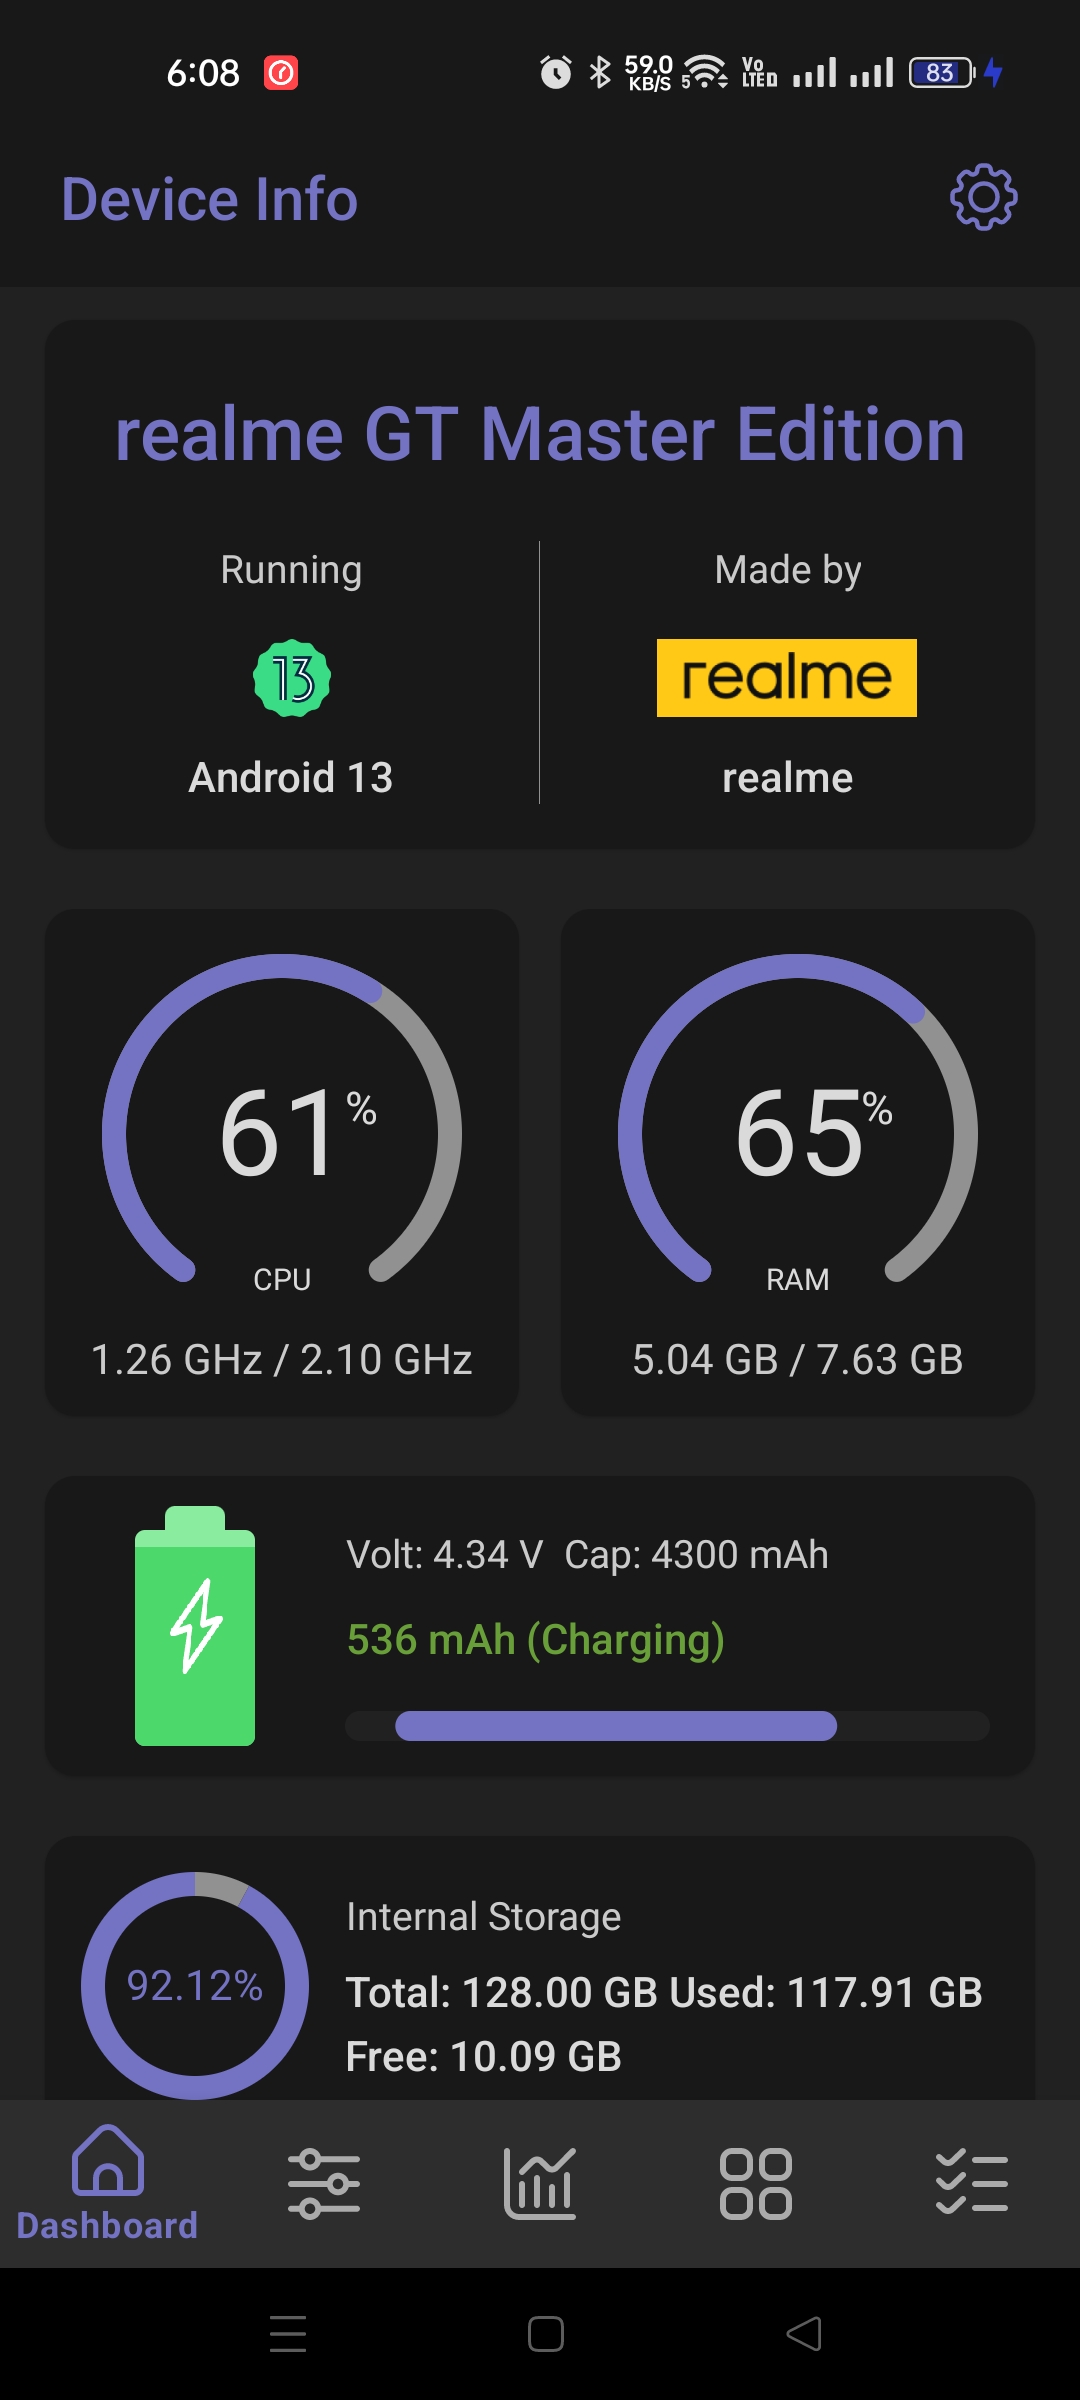 6:08 59.0 KB/S 5 Vo LTED 83
Device Info
realme GT Master Edition
Running Made by
13 realme
Android 13 realme
61% 65%
CPU RAM
1.26 GHz / 2.10 GHz 5.04 GB / 7.63 GB
Volt: 4.34 V Cap: 4300 mAh
536 mAh (Charging)
Internal Storage
92.12%
Total: 128.00 GB Used: 117.91 GB
Free: 10.09 GB
Dashboard